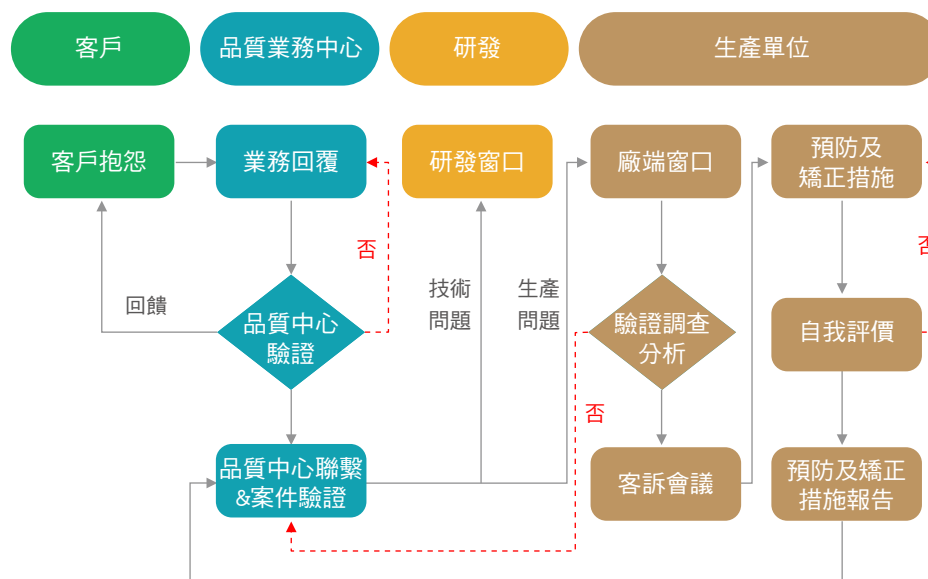 客戶
品質業務中心
研發
生產單位
客戶抱怨
業務回覆
研發窗口
廠端窗口
預防及
矯正措施
否
否
回饋
技術
問題
生產
問題
品質中心
驗證
驗證調查
分析
自我評價
否
品質中心聯繫
&案件驗證
客訴會議
預防及矯正
措施報告